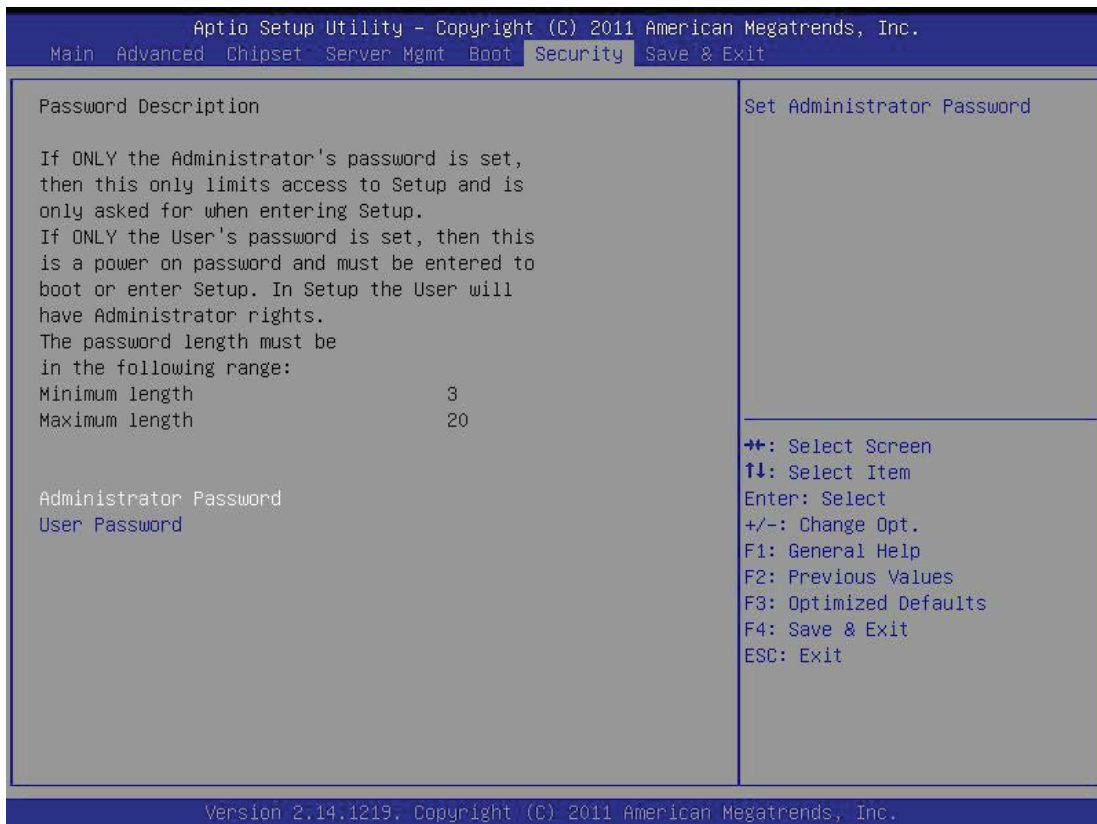 Aptio Setup Utility - Copyright (C) 2011 American Megatrends, Inc.
Main Advanced Chipset Server Mgmt Boot Security Save & Exit
Password Description
If ONLY the Administrator's password is set,
then this only limits access to Setup and is
only asked for when entering Setup.
If ONLY the User's password is set, then this
is a power on password and must be entered to
boot or enter Setup. In Setup the User will
have Administrator rights.
The password length must be
in the following range:
Minimum length 3
Maximum length 20
Administrator Password
User Password
Set Administrator Password
→←: Select Screen
↑↓: Select Item
Enter: Select
+/-: Change Opt.
F1: General Help
F2: Previous Values
F3: Optimized Defaults
F4: Save & Exit
ESC: Exit
Version 2.14.1219. Copyright (C) 2011 American Megatrends, Inc.